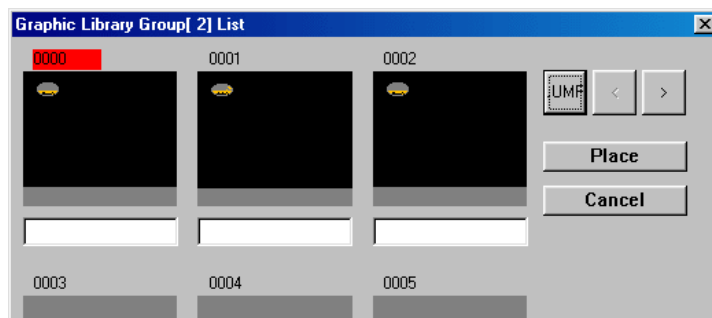 Graphic Library Group[ 2] List
0000 0001 0002
UMF < >
Place
Cancel
0003 0004 0005